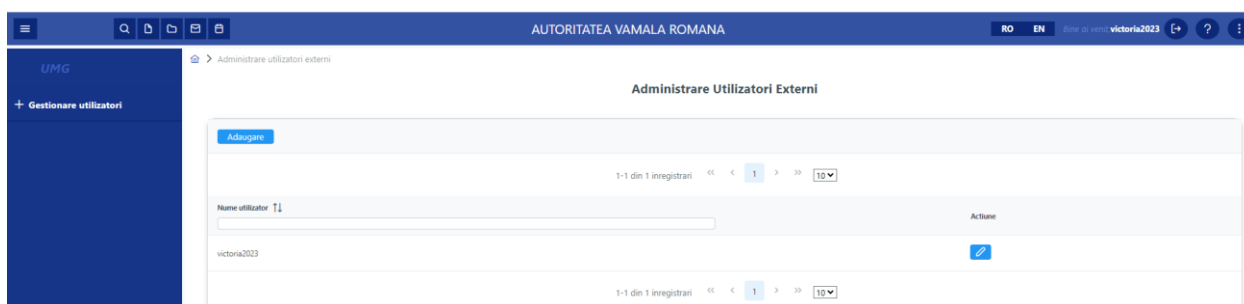 AUTORITATEA VAMALA ROMANA
RO EN Bine ai venit victoria2023
UMG
Administrare utilizatori externi
Administrare Utilizatori Externi
+ Gestionare utilizatori
Adaugare
1-1 din 1 inregistrari << < 1 > >> 10
Nume utilizator
Actiune
victoria2023
1-1 din 1 inregistrari << < 1 > >> 10